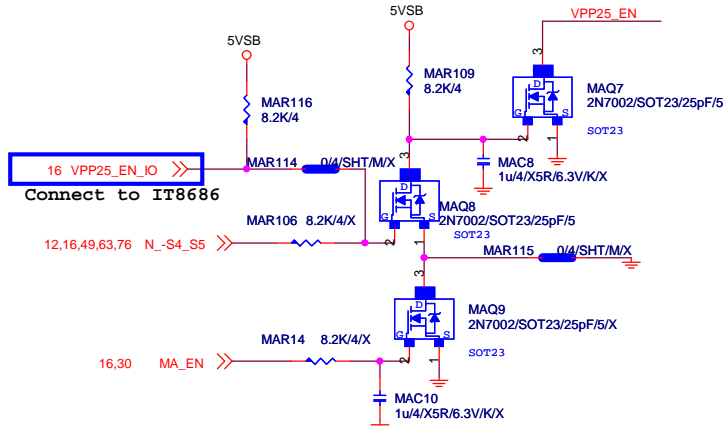 VPP25_EN
5VSB
5VSB
3
MAR109
8.2K/4
MAQ7
2N7002/SOT23/25pF/5
D
G
S
MAR116
8.2K/4
2
1
SOT23
3
MAC8
1u/4/X5R/6.3V/K/X
16 VPP25_EN_IO
MAR114
0/4/SHT/M/X
Connect to IT8686
D
G
S
MAQ8
2N7002/SOT23/25pF/5
SOT23
MAR106 8.2K/4/X
12,16,49,63,76 N_-S4_S5
2
1
MAR115
0/4/SHT/M/X
3
D
G
S
MAQ9
2N7002/SOT23/25pF/5/X
SOT23
MAR14 8.2K/4/X
2
1
16,30 MA_EN
MAC10
1u/4/X5R/6.3V/K/X